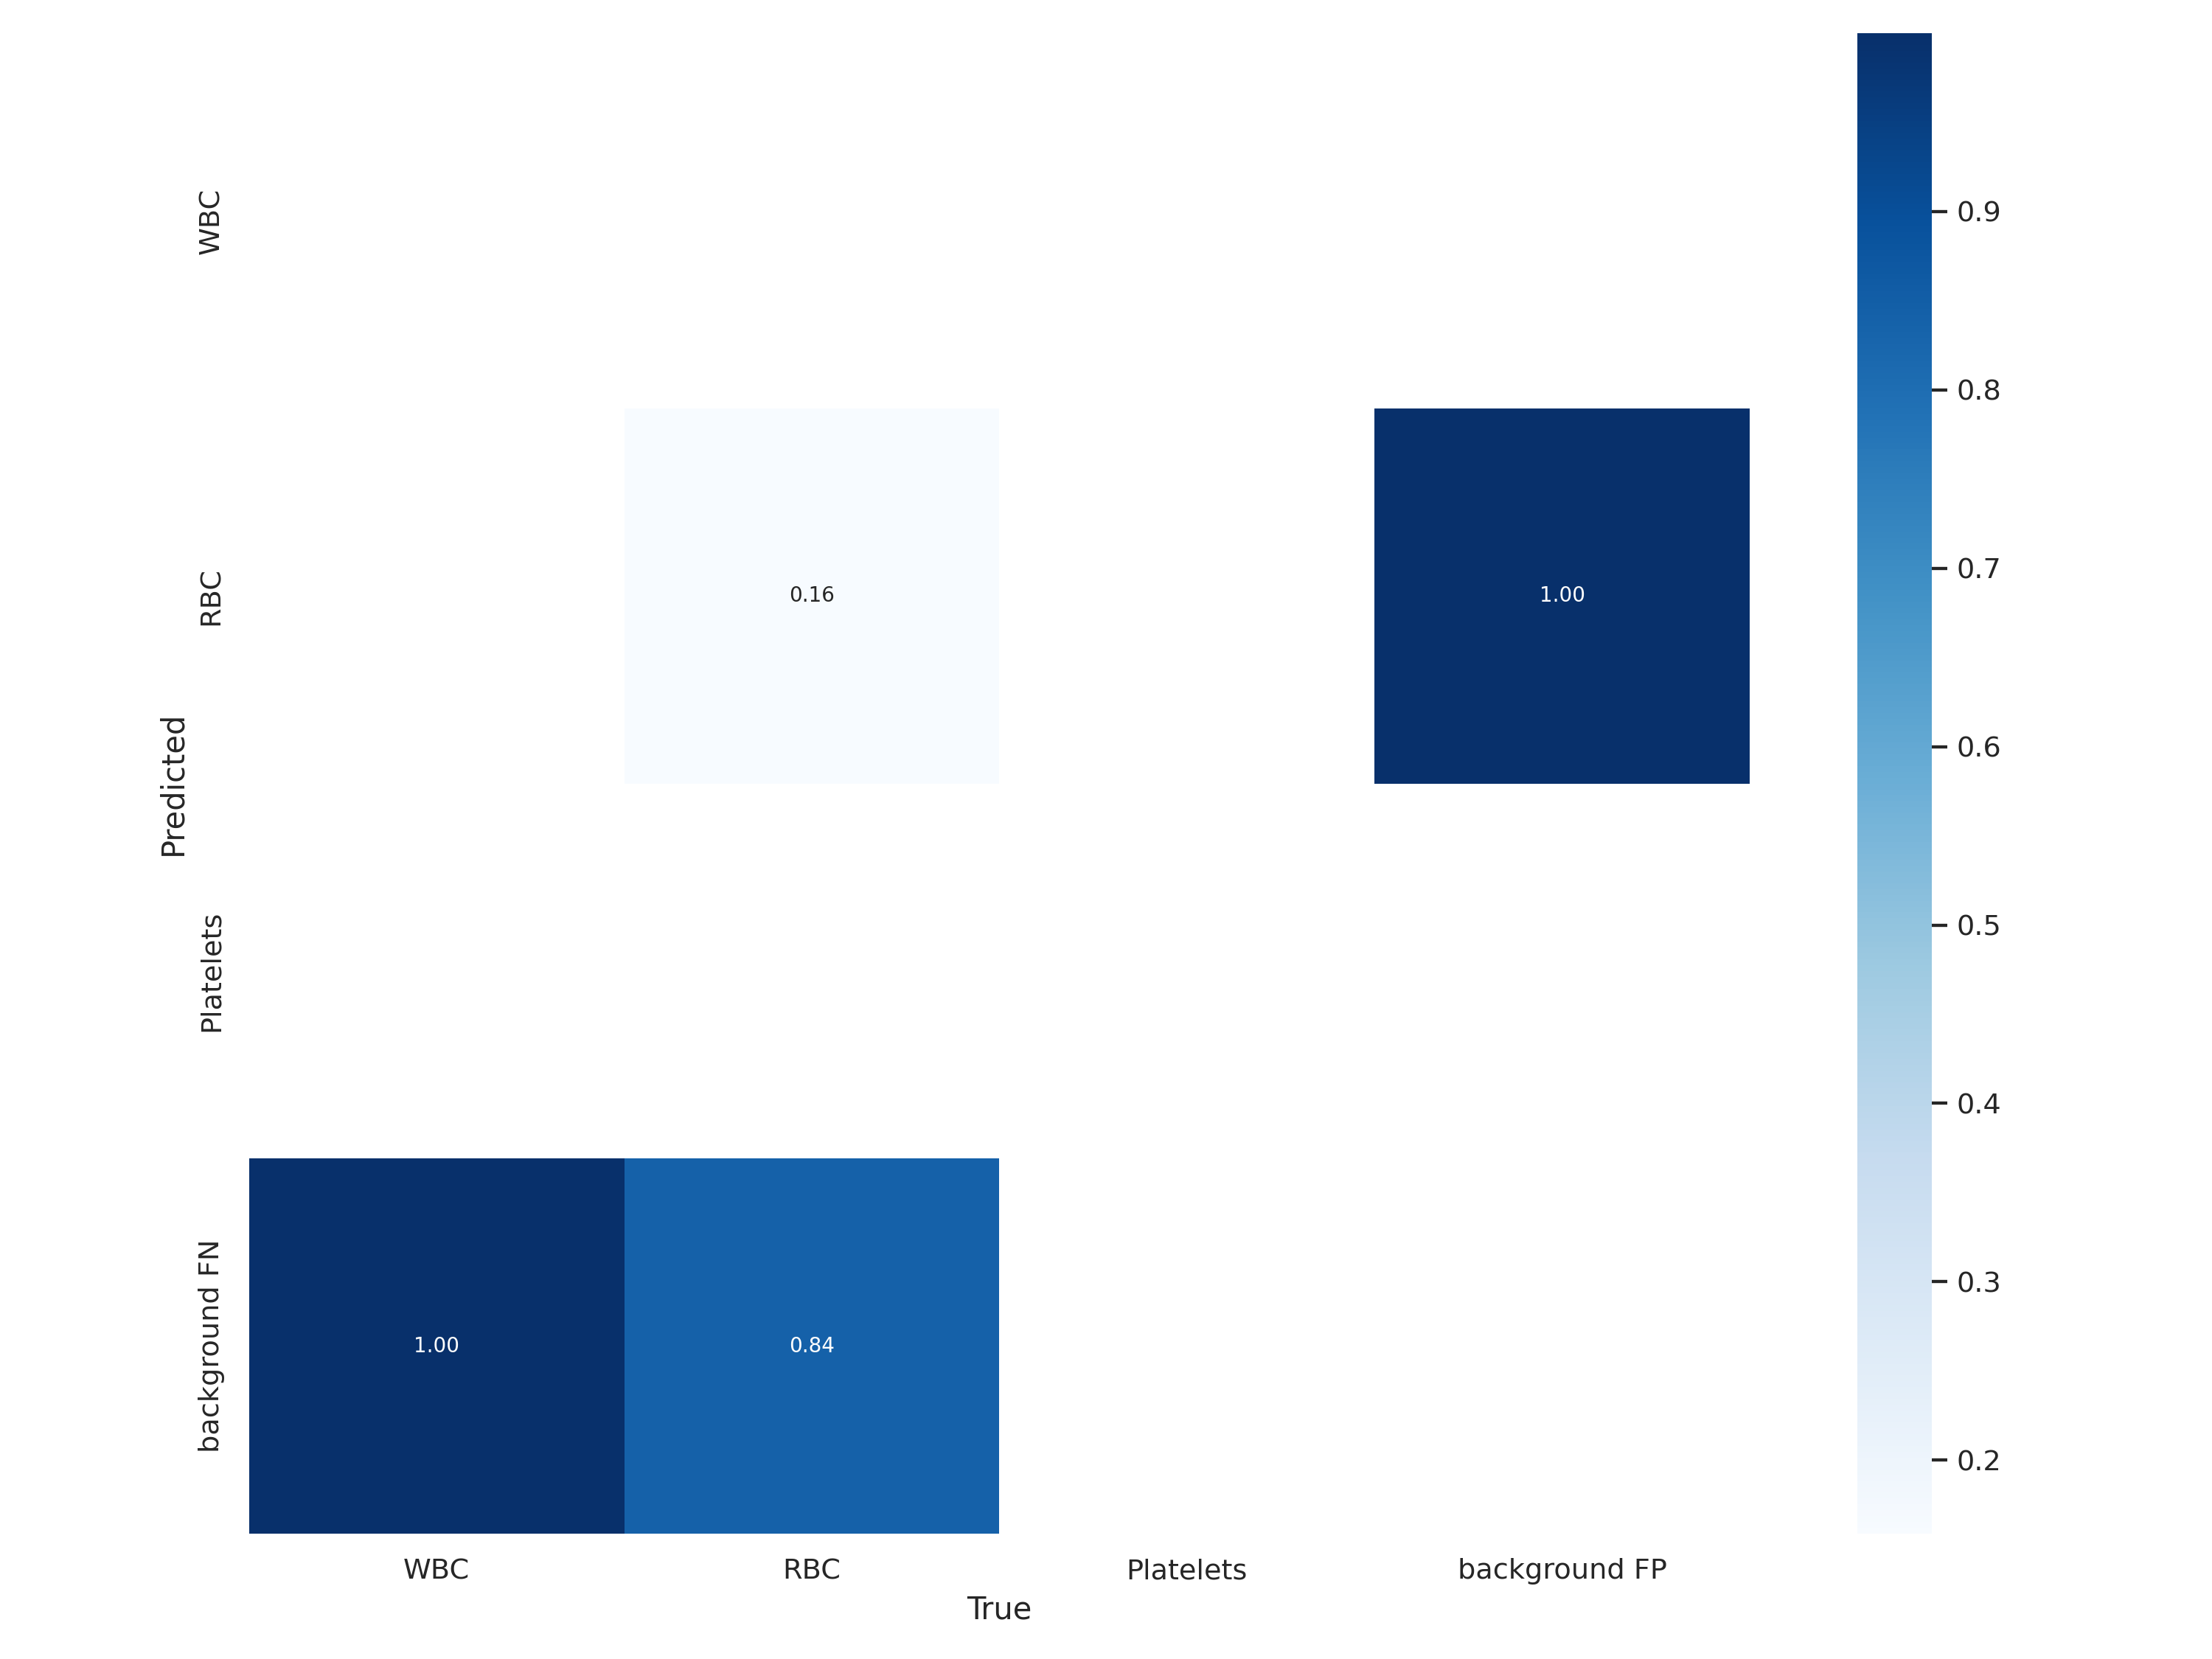 WBC
RBC
Platelets
background FN
Predicted
0.16
1.00
1.00
0.84
WBC
RBC
Platelets
background FP
True
0.9
0.8
0.7
0.6
0.5
0.4
0.3
0.2